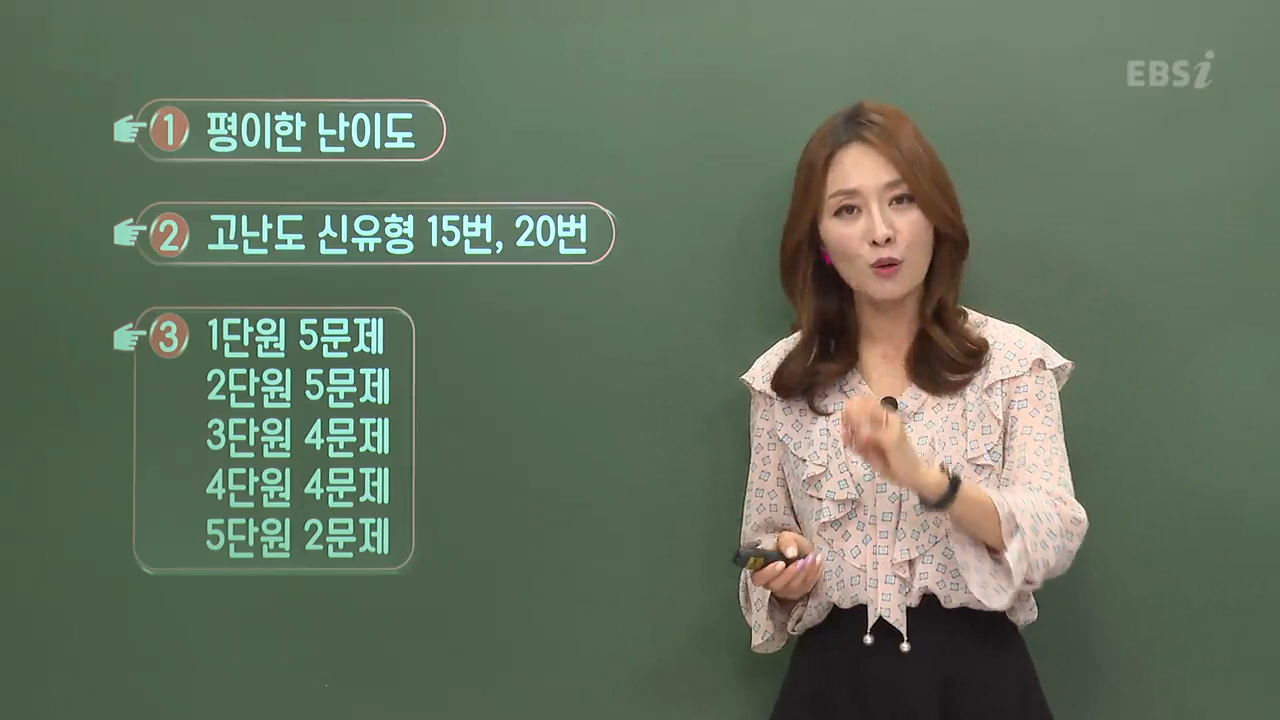 EBSi
1 평이한 난이도
2 고난도 신유형 15번, 20번
3 1단원 5문제
2단원 5문제
3단원 4문제
4단원 4문제
5단원 2문제